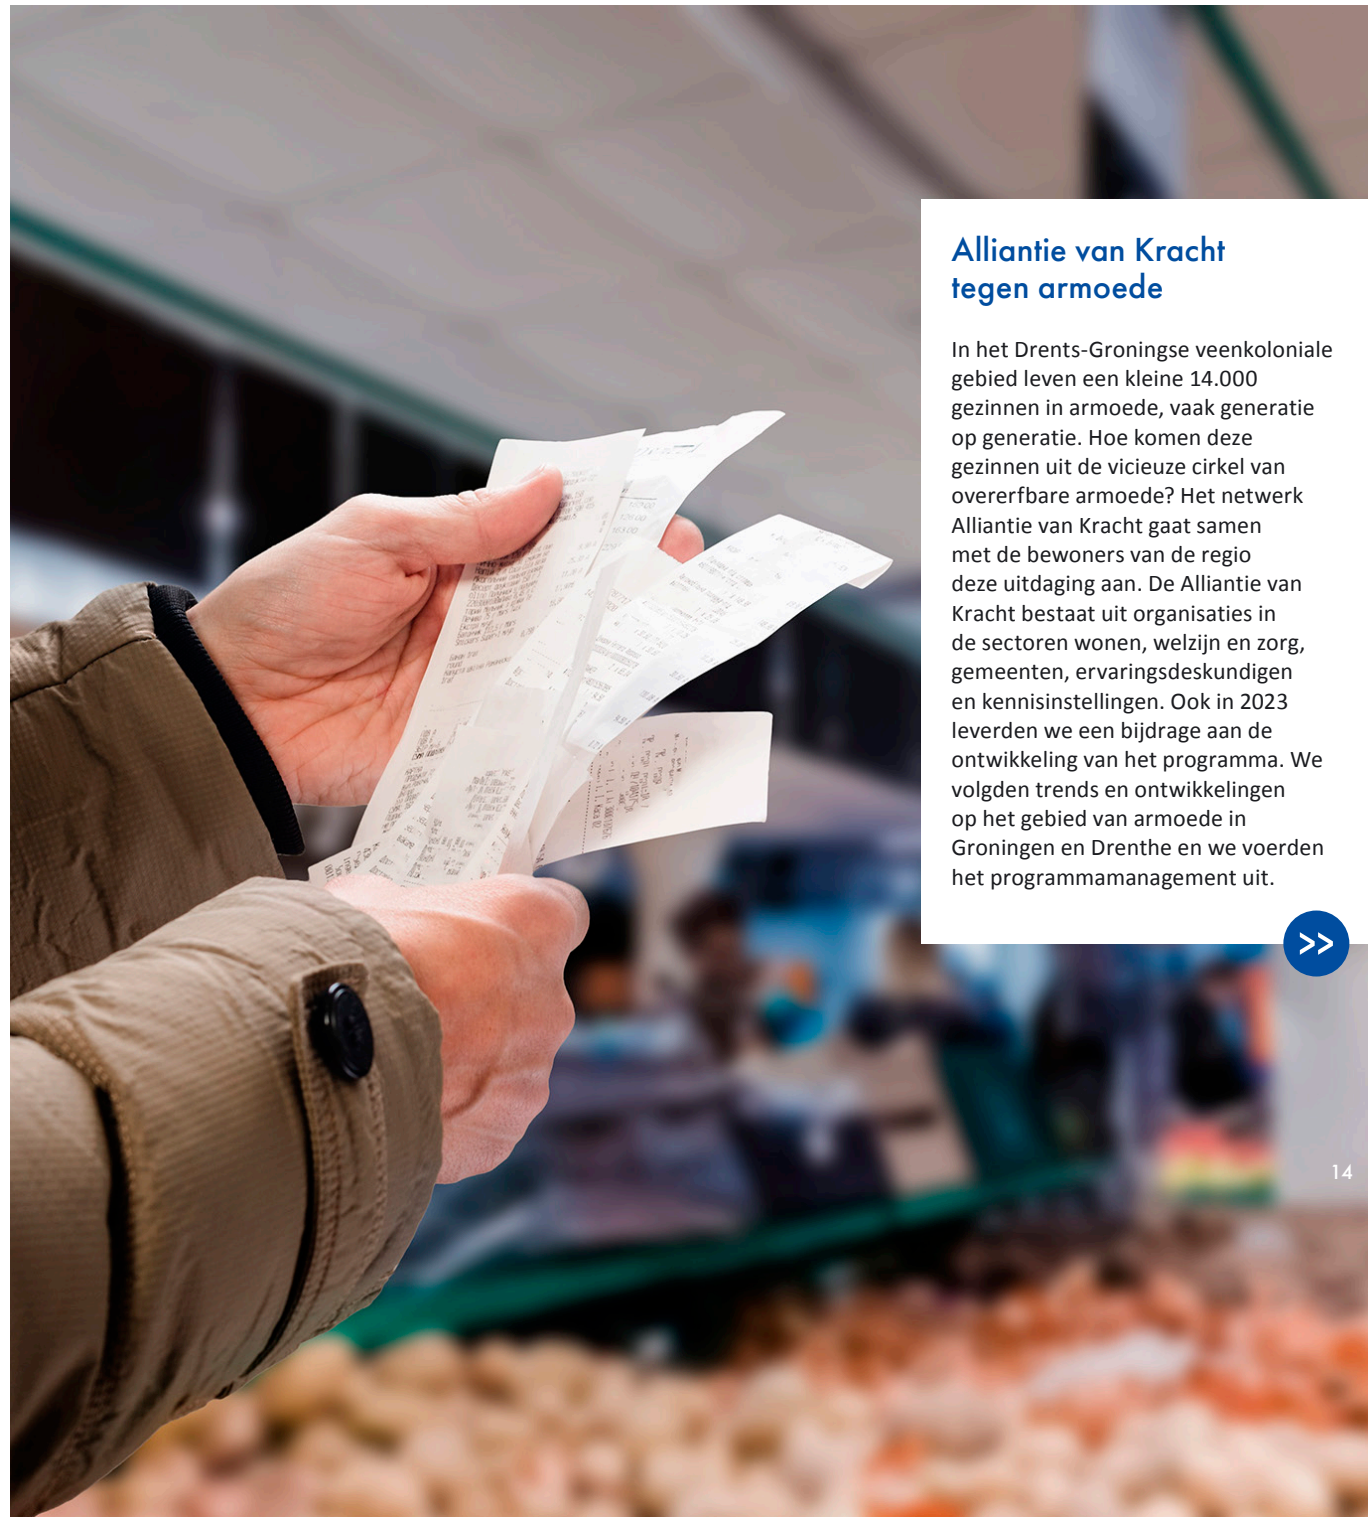 Alliantie van Kracht
tegen armoede
In het Drents-Groningse veenkoloniale
gebied leven een kleine 14.000
gezinnen in armoede, vaak generatie
op generatie. Hoe komen deze
gezinnen uit de vicieuze cirkel van
overerfbare armoede? Het netwerk
Alliantie van Kracht gaat samen
met de bewoners van de regio
deze uitdaging aan. De Alliantie van
Kracht bestaat uit organisaties in
de sectoren wonen, welzijn en zorg,
gemeenten, ervaringsdeskundigen
en kennisinstellingen. Ook in 2023
leverden we een bijdrage aan de
ontwikkeling van het programma. We
volgden trends en ontwikkelingen
op het gebied van armoede in
Groningen en Drenthe en we voerden
het programmamanagement uit.
>>
14